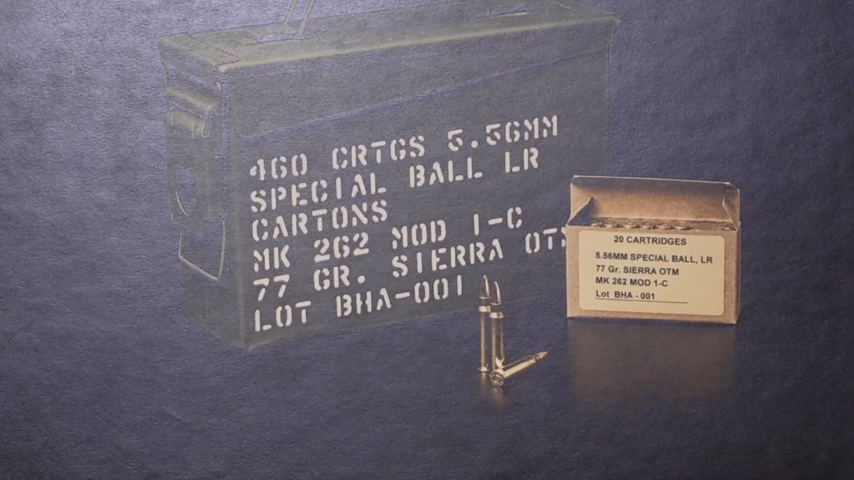 460 CRTGS 5.56MM
SPECIAL BALL LR
CARTONS
MK 262 MOD 1-C
77 GR. SIERRA OT
LOT BHA-001
20 CARTRIDGES
5.56MM SPECIAL BALL, LR
77 Gr. SIERRA OTM
MK 262 MOD 1-C
Lot BHA - 001